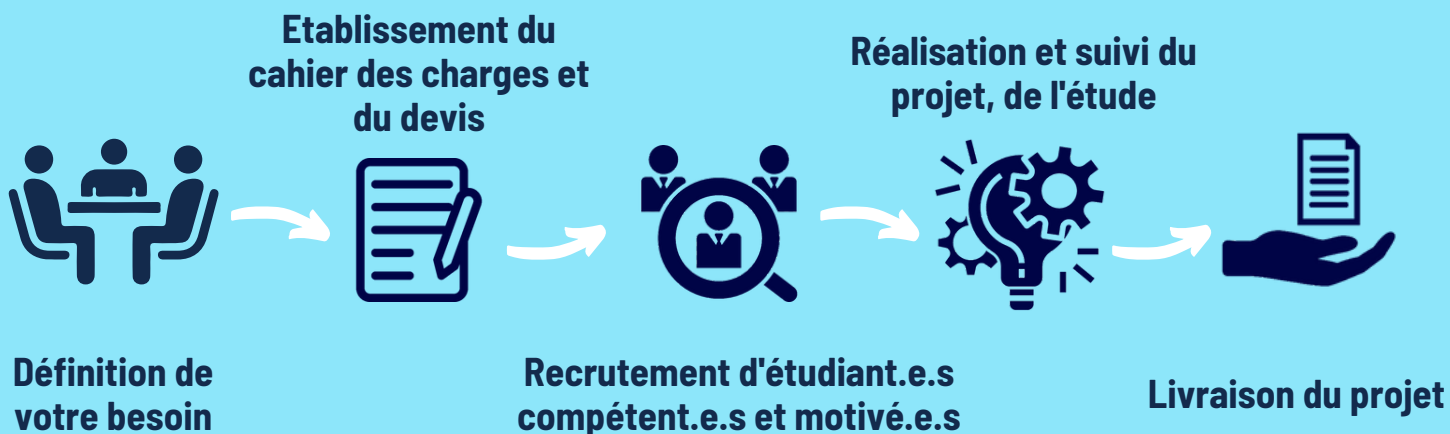 Etablissement du
cahier des charges et
du devis
Réalisation et suivi du
projet, de l'étude
Définition de
votre besoin
Recrutement d'étudiant.e.s
compétent.e.s et motivé.e.s
Livraison du projet